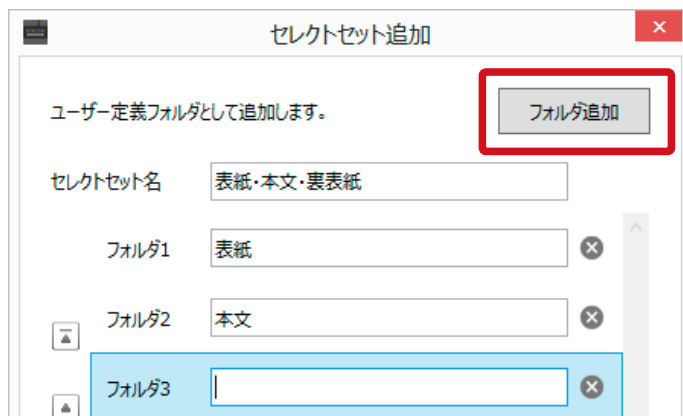 セレクトセット追加
ユーザー定義フォルダとして追加します。
フォルダ追加
セレクトセット名
表紙・本文・裏表紙
フォルダ1
表紙
フォルダ2
本文
フォルダ3